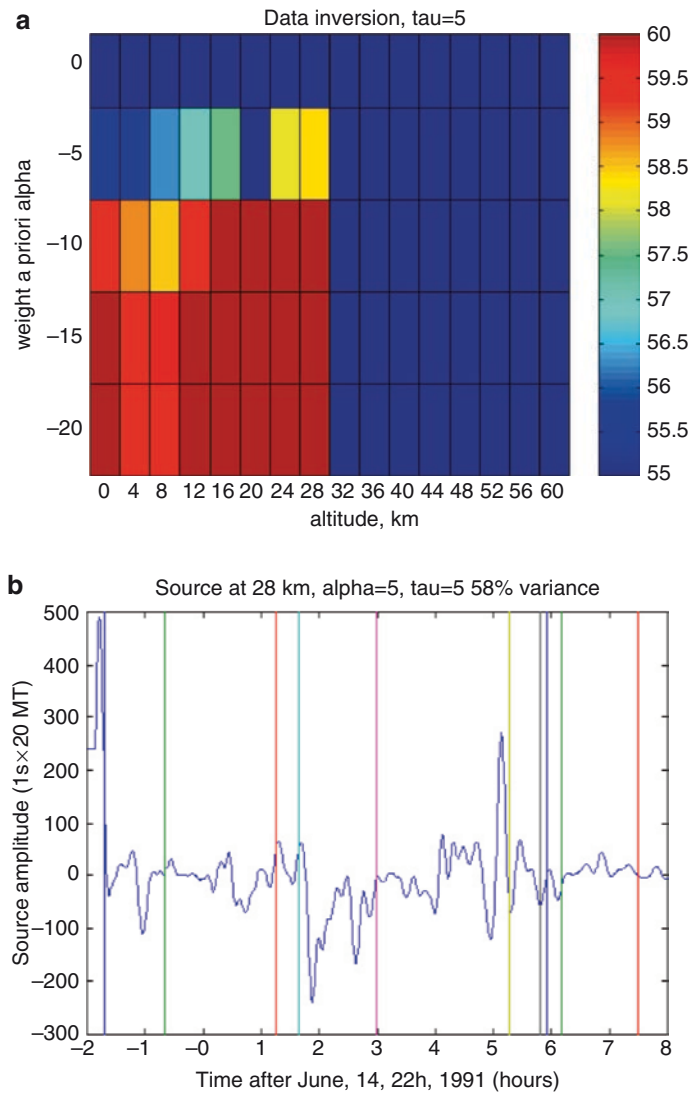 a
Data inversion, tau=5
weight a priori alpha
0
−5
−10
−15
−20
0 4 8 12 16 20 24 28 32 36 40 44 48 52 56 60
altitude, km
60
59.5
59
58.5
58
57.5
57
56.5
56
55.5
55
b
Source at 28 km, alpha=5, tau=5 58% variance
Source amplitude (1s×20 MT)
500
400
300
200
100
0
−100
−200
−300
−2 −1 −0 1 2 3 4 5 6 7 8
Time after June, 14, 22h, 1991 (hours)